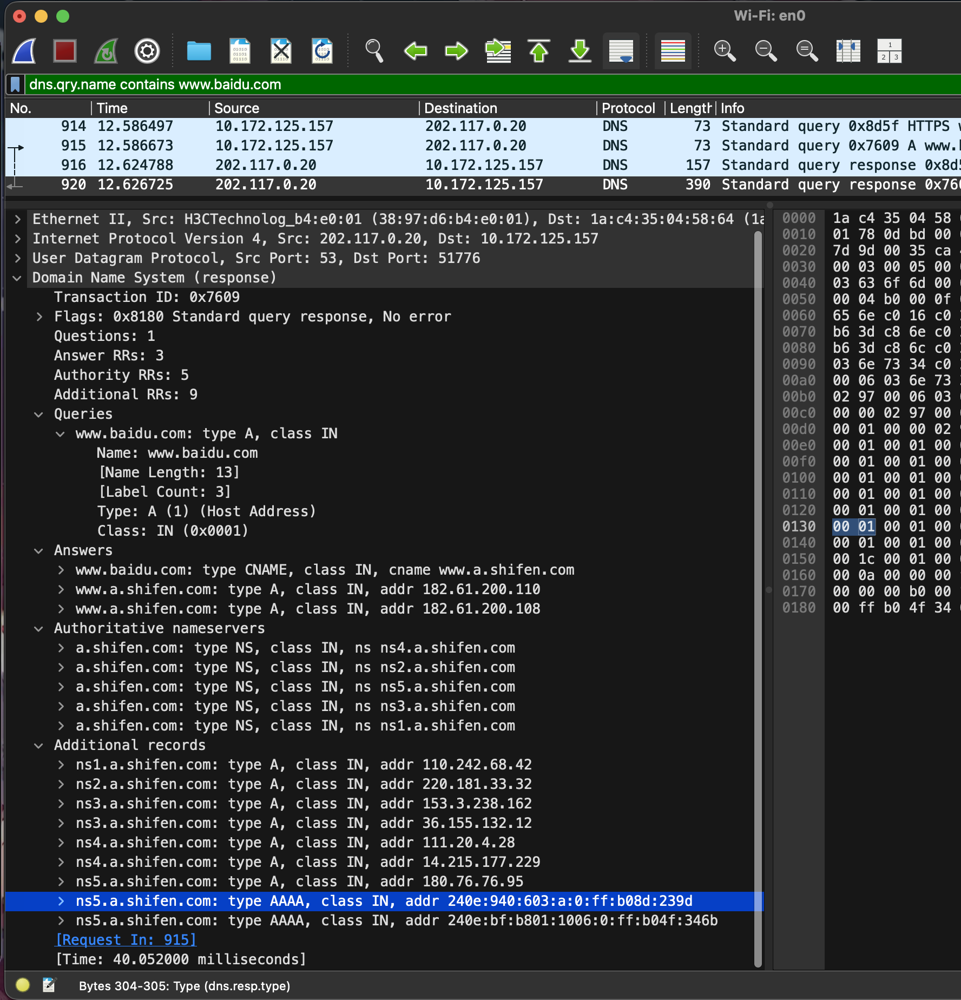 Wi-Fi: en0
dns.qry.name contains www.baidu.com
No. Time Source Destination Protocol Length Info
914 12.586497 10.172.125.157 202.117.0.20 DNS 73 Standard query 0x8d5f HTTPS
915 12.586673 10.172.125.157 202.117.0.20 DNS 73 Standard query 0x7609 A
916 12.624788 202.117.0.20 10.172.125.157 DNS 157 Standard query response
920 12.626725 202.117.0.20 10.172.125.157 DNS 390 Standard query response
Ethernet II, Src: H3CTechnolog_b4:e0:01 (38:97:d6:b4:e0:01), Dst: 1a:c4:35:04:58:64
Internet Protocol Version 4, Src: 202.117.0.20, Dst: 10.172.125.157
User Datagram Protocol, Src Port: 53, Dst Port: 51776
Domain Name System (response)
Transaction ID: 0x7609
Flags: 0x8180 Standard query response, No error
Questions: 1
Answer RRs: 3
Authority RRs: 5
Additional RRs: 9
Queries
www.baidu.com: type A, class IN
Name: www.baidu.com
[Name Length: 13]
[Label Count: 3]
Type: A (1) (Host Address)
Class: IN (0x0001)
Answers
www.baidu.com: type CNAME, class IN, cname www.a.shifen.com
www.a.shifen.com: type A, class IN, addr 182.61.200.110
www.a.shifen.com: type A, class IN, addr 182.61.200.108
Authoritative nameservers
a.shifen.com: type NS, class IN, ns ns4.a.shifen.com
a.shifen.com: type NS, class IN, ns ns2.a.shifen.com
a.shifen.com: type NS, class IN, ns ns5.a.shifen.com
a.shifen.com: type NS, class IN, ns ns3.a.shifen.com
a.shifen.com: type NS, class IN, ns ns1.a.shifen.com
Additional records
ns1.a.shifen.com: type A, class IN, addr 110.242.68.42
ns2.a.shifen.com: type A, class IN, addr 220.181.33.32
ns3.a.shifen.com: type A, class IN, addr 153.3.238.162
ns3.a.shifen.com: type A, class IN, addr 36.155.132.12
ns4.a.shifen.com: type A, class IN, addr 111.20.4.28
ns4.a.shifen.com: type A, class IN, addr 14.215.177.229
ns5.a.shifen.com: type A, class IN, addr 180.76.76.95
ns5.a.shifen.com: type AAAA, class IN, addr 240e:940:603:a:0:ff:b08d:239d
ns5.a.shifen.com: type AAAA, class IN, addr 240e:bf:b801:1006:0:ff:b04f:346b
[Request In: 915]
[Time: 40.052000 milliseconds]
0000 1a c4 35 04 58
0010 01 78 0d bd 00
0020 7d 9d 00 35 ca
0030 00 03 00 05 00
0040 03 63 6f 6d 00
0050 00 04 b0 00 0f
0060 65 6e c0 16 c0
0070 b6 3d c8 6e c0
0080 b6 3d c8 6c c0
0090 03 6e 73 34 c0
00a0 00 06 03 6e 73
00b0 02 97 00 06 03
00c0 00 00 02 97 00
00d0 00 01 00 00 02
00e0 00 01 00 01 00
00f0 00 01 00 01 00
0100 00 01 00 01 00
0110 00 01 00 01 00
0120 00 01 00 01 00
0130 00 01 00 01 00
0140 00 01 00 01 00
0150 00 1c 00 01 00
0160 00 0a 00 00 00
0170 00 00 00 b0 00
0180 00 ff b0 4f 34
Bytes 304-305: Type (dns.resp.type)